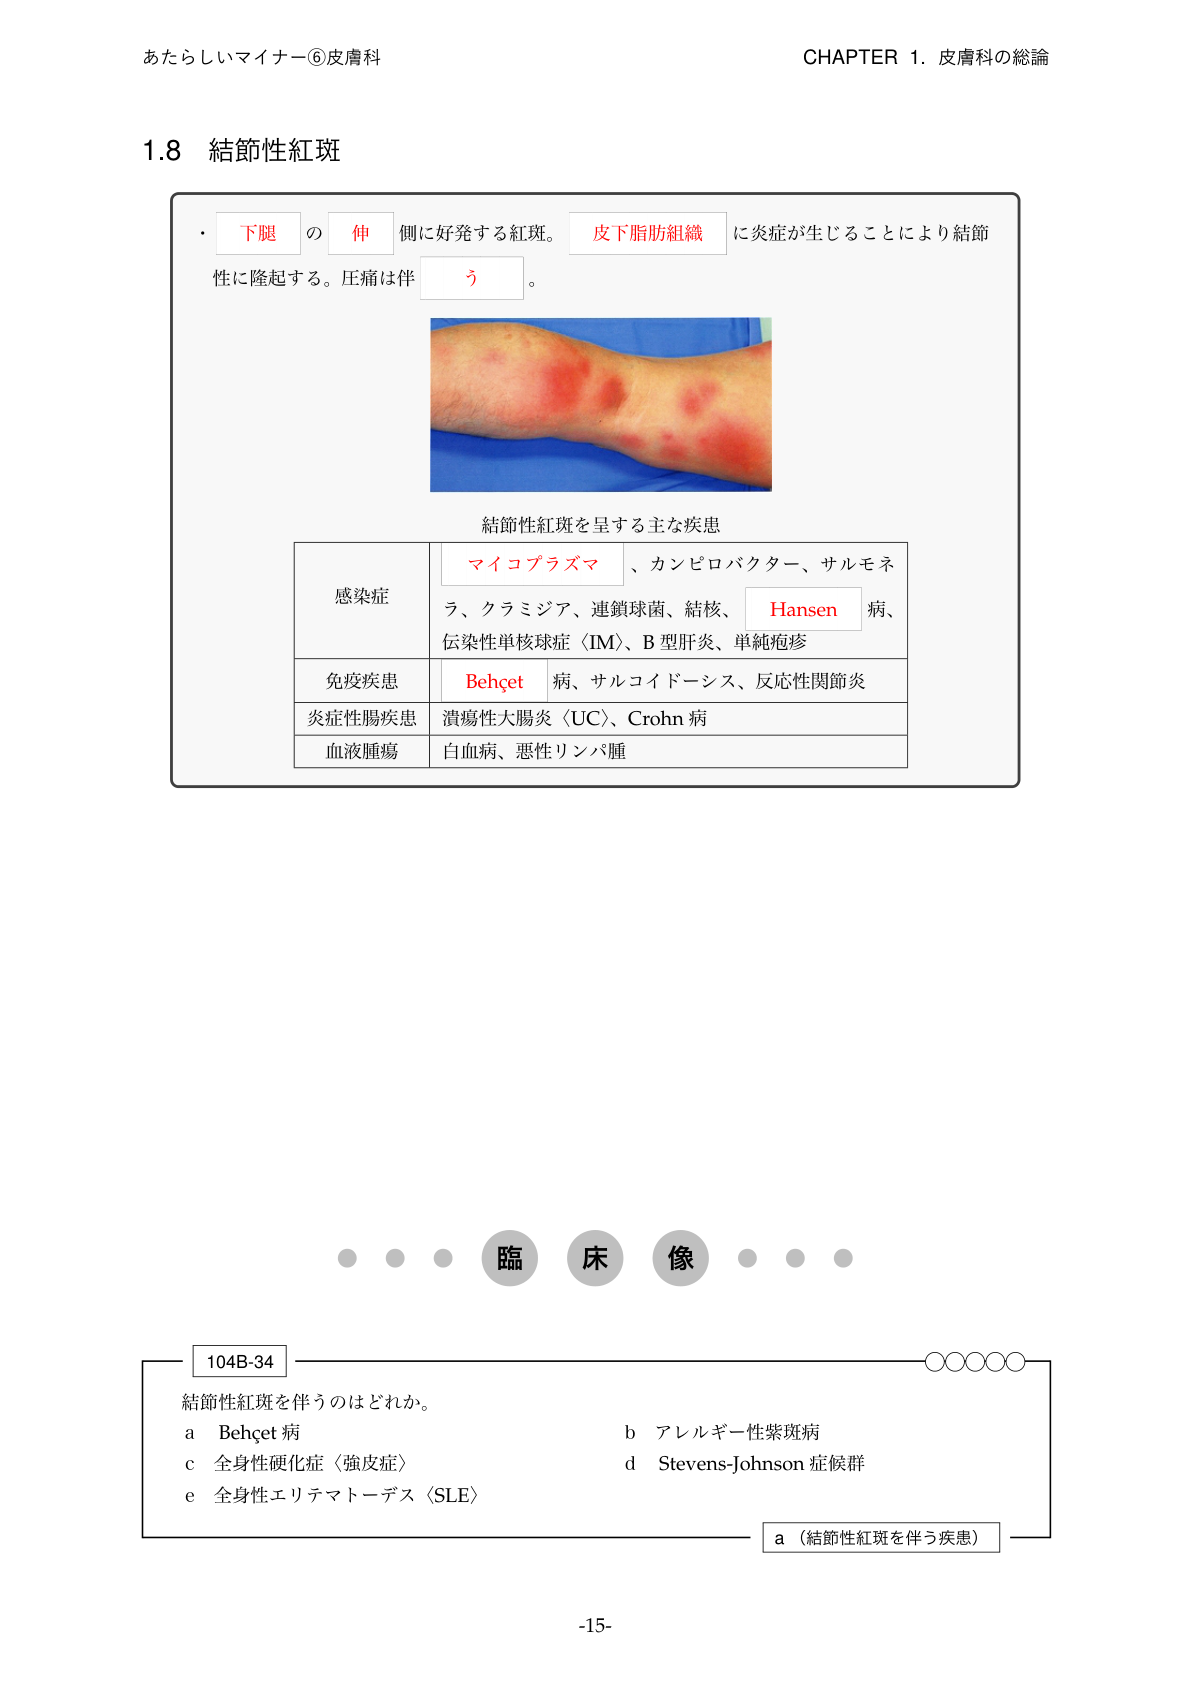 あたらしいマイナー⑥皮膚科
CHAPTER 1. 皮膚科の総論
1.8 結節性紅斑
・ 下腿 の 伸 側に好発する紅斑。 皮下脂肪組織 に炎症が生じることにより結節
性に隆起する。圧痛は伴 う 。
結節性紅斑を呈する主な疾患
感染症
マイコプラズマ 、カンピロバクター、サルモネ
ラ、クラミジア、連鎖球菌、結核、 Hansen 病、
伝染性単核球症〈IM〉、B 型肝炎、単純疱疹
免疫疾患 Behçet 病、サルコイドーシス、反応性関節炎
炎症性腸疾患 潰瘍性大腸炎〈UC〉、Crohn 病
血液腫瘍 白血病、悪性リンパ腫
臨床像
104B-34
結節性紅斑を伴うのはどれか。
a Behçet 病 b アレルギー性紫斑病
c 全身性硬化症〈強皮症〉 d Stevens-Johnson 症候群
e 全身性エリテマトーデス〈SLE〉
a （結節性紅斑を伴う疾患）
-15-